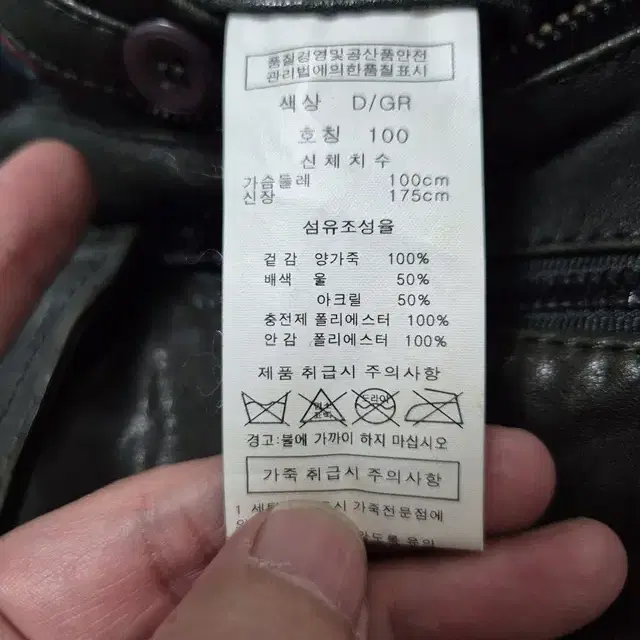 품질경영및공산품안전
관리법에의한품질표시
색상 D/GR
호칭 100
신체치수
가슴둘레 100cm
신장 175cm
섬유조성율
겉감 양가죽 100%
배색 울 50%
아크릴 50%
충전제 폴리에스터 100%
안감 폴리에스터 100%
제품 취급시 주의사항
드라이
경고:불에 가까이 하지 마십시오
가죽 취급시 주의사항
1 세탁 시 가죽전문점에